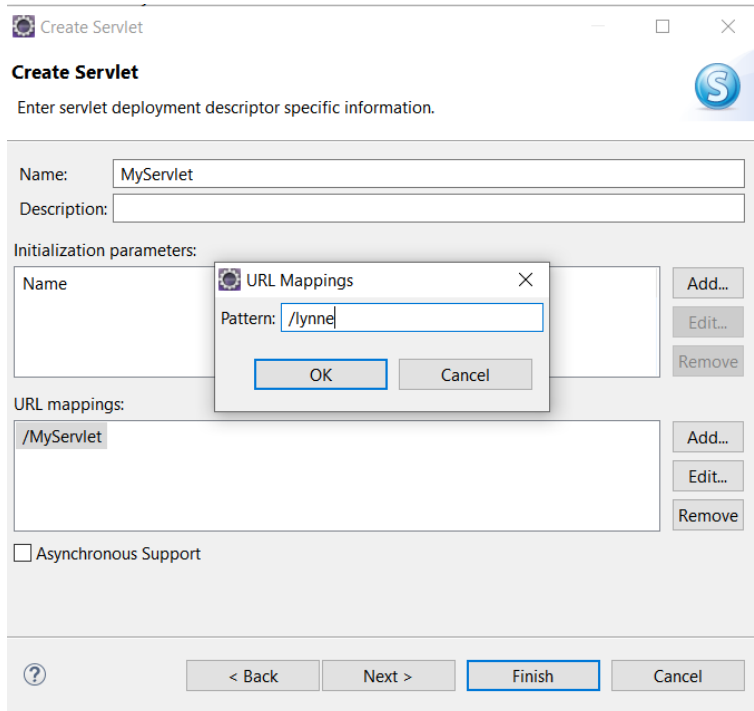 Create Servlet
Create Servlet
Enter servlet deployment descriptor specific information.
Name: MyServlet
Description:
Initialization parameters:
Name
Add...
Edit...
Remove
URL Mappings
Pattern: /lynne
OK Cancel
URL mappings:
/MyServlet
Add...
Edit...
Remove
Asynchronous Support
? < Back Next > Finish Cancel